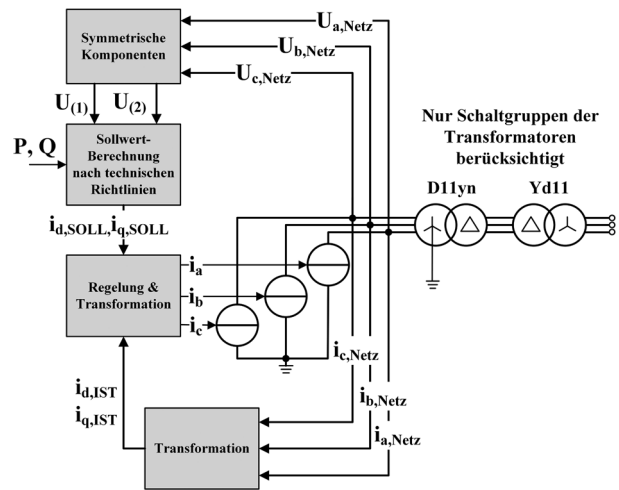 Symmetrische
Komponenten
Ua,Netz
Ub,Netz
Uc,Netz
U(1) U(2)
P, Q
Sollwert-
Berechnung
nach technischen
Richtlinien
Nur Schaltgruppen der
Transformatoren
berücksichtigt
D11yn Yd11
id,SOLL,iq,SOLL
Regelung &
Transformation
ia
ib
ic
ic,Netz
ib,Netz
ia,Netz
id,IST
iq,IST
Transformation